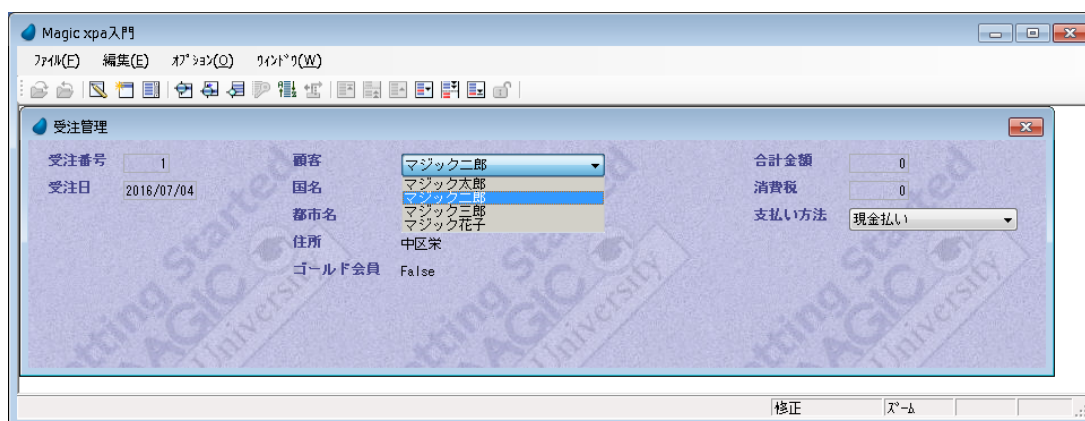 Magic xpa入門
ファイル(F) 編集(E) オプション(O) ウィンドウ(W)
受注管理
受注番号 1 顧客 マジック二郎 合計金額 0
受注日 2016/07/04 国名 マジック太郎 消費税 0
マジック二郎
都市名 マジック三郎 支払い方法 現金払い
マジック花子
住所 中区栄
ゴールド会員 False
Getting Started
MAGIC
University
修正 ズーム